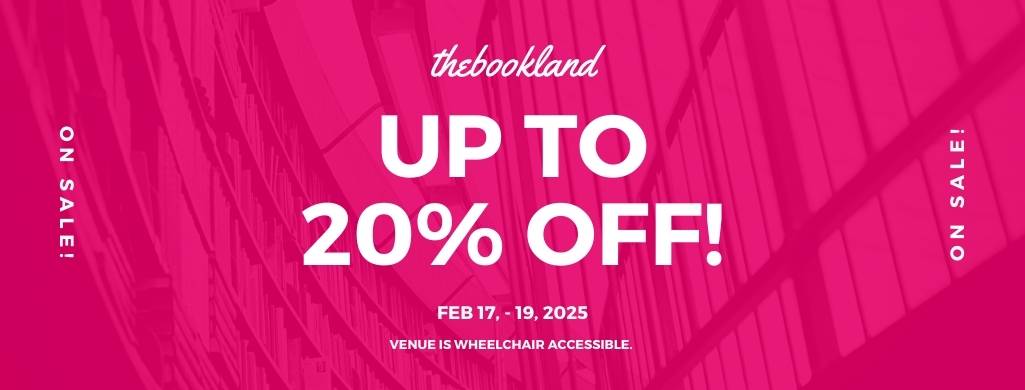 thebookland
UP TO
20% OFF!
ON SALE!
ON SALE!
FEB 17, - 19, 2025
VENUE IS WHEELCHAIR ACCESSIBLE.